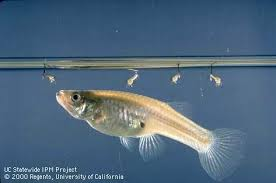 UC Statewide IPM Project
© 2000 Regents, University of California